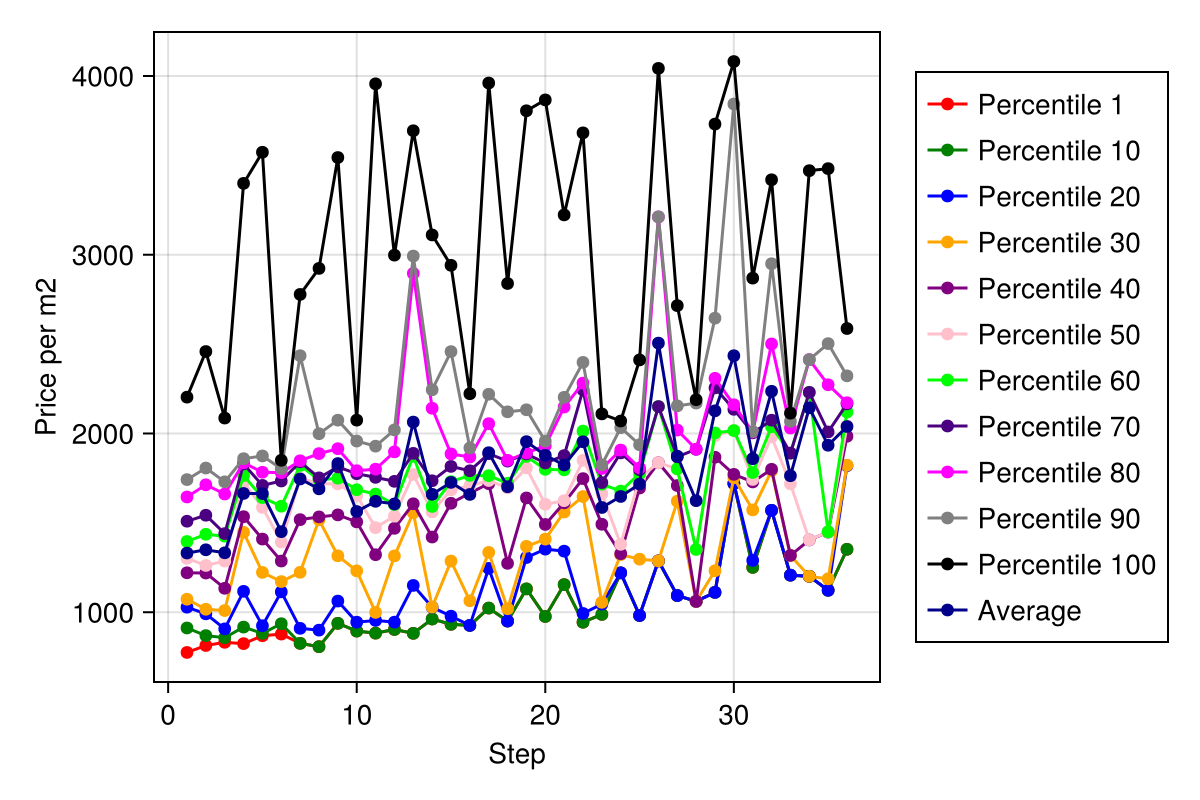 4000
3000
2000
1000
Price per m2
0
10
20
30
Step
Percentile 1
Percentile 10
Percentile 20
Percentile 30
Percentile 40
Percentile 50
Percentile 60
Percentile 70
Percentile 80
Percentile 90
Percentile 100
Average